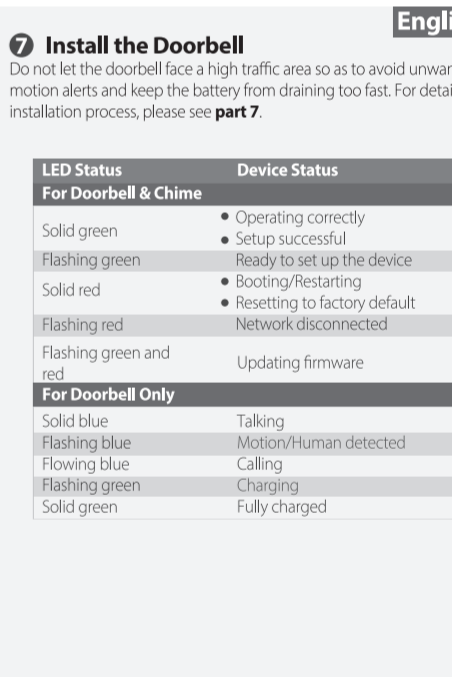 Engli
7 Install the Doorbell
Do not let the doorbell face a high traffic area so as to avoid unwan
motion alerts and keep the battery from draining too fast. For detai
installation process, please see part 7.
LED Status Device Status
For Doorbell & Chime
Solid green
• Operating correctly
• Setup successful
Flashing green Ready to set up the device
Solid red
• Booting/Restarting
• Resetting to factory default
Flashing red Network disconnected
Flashing green and
red
Updating firmware
For Doorbell Only
Solid blue Talking
Flashing blue Motion/Human detected
Flowing blue Calling
Flashing green Charging
Solid green Fully charged